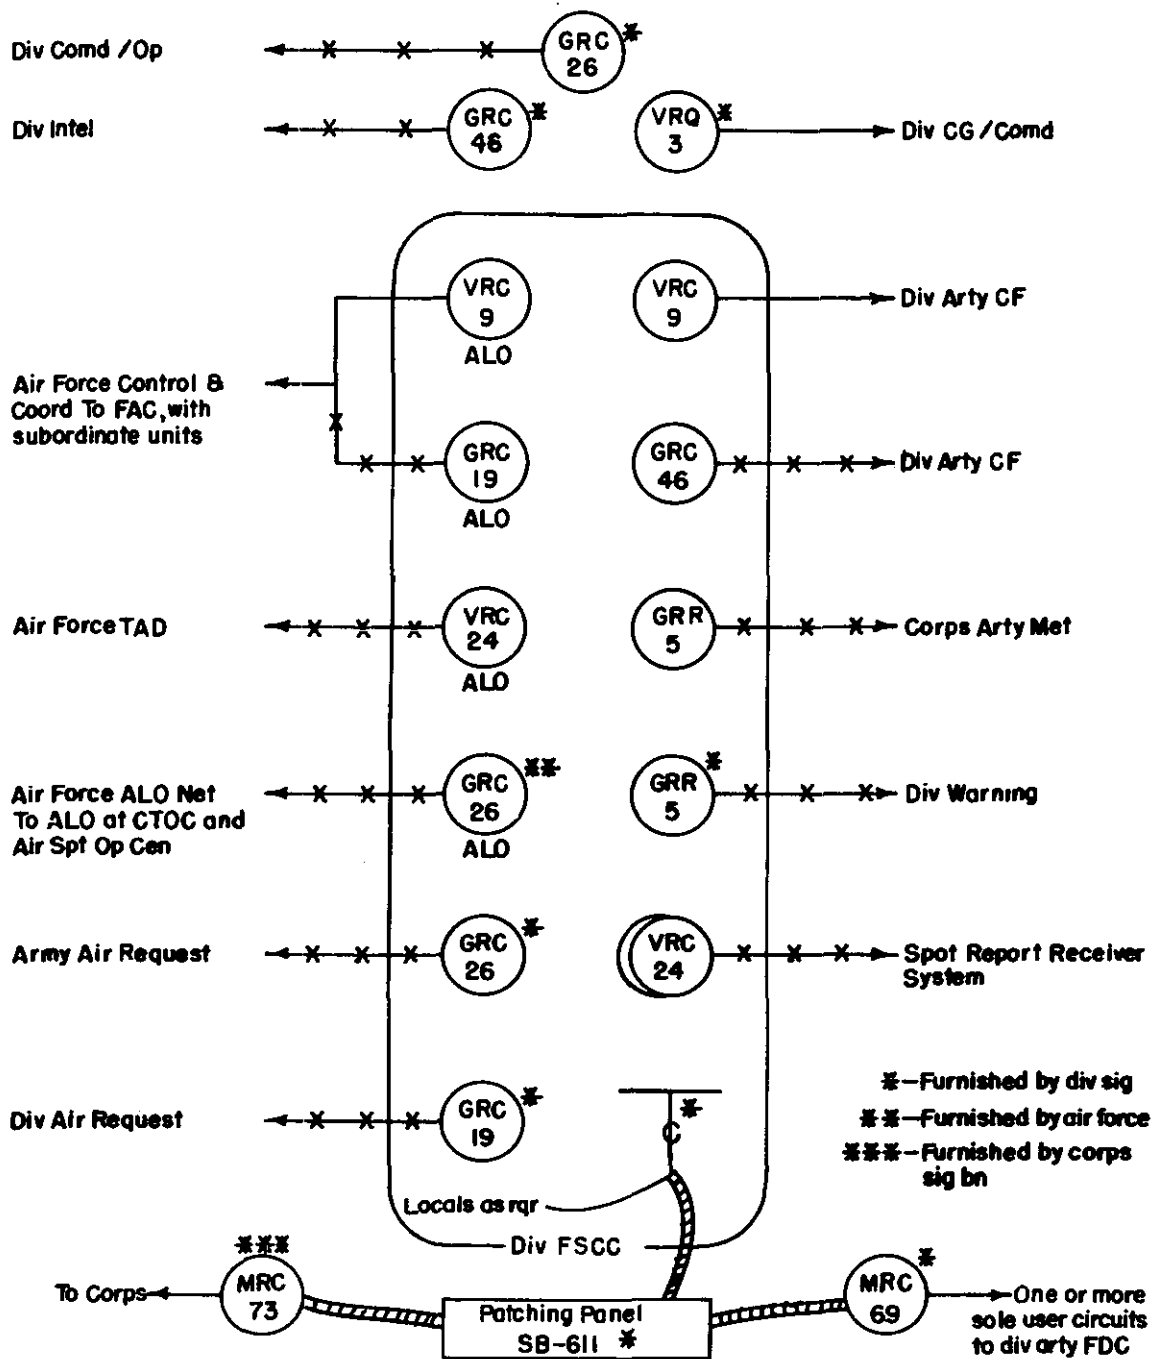 Div Comd /Op
GRC *
26
Div Intel
GRC *
46
VRQ *
3
Div CG/Comd
VRC
9
ALO
VRC
9
Div Arty CF
Air Force Control &
Coord To FAC, with
subordinate units
GRC
19
ALO
GRC
46
Div Arty CF
Air Force TAD
VRC
24
ALO
GRR
5
Corps Arty Met
Air Force ALO Net
To ALO at CTOC and
Air Spt Op Cen
GRC **
26
ALO
GRR *
5
Div Warning
Army Air Request
GRC *
26
VRC
24
Spot Report Receiver
System
Div Air Request
GRC *
19
*
C
*-Furnished by div sig
**-Furnished by air force
***-Furnished by corps
sig bn
Locals as rqr
Div FSCC
To Corps
***
MRC
73
Patching Panel
SB-611 *
MRC *
69
One or more
sole user circuits
to div arty FDC